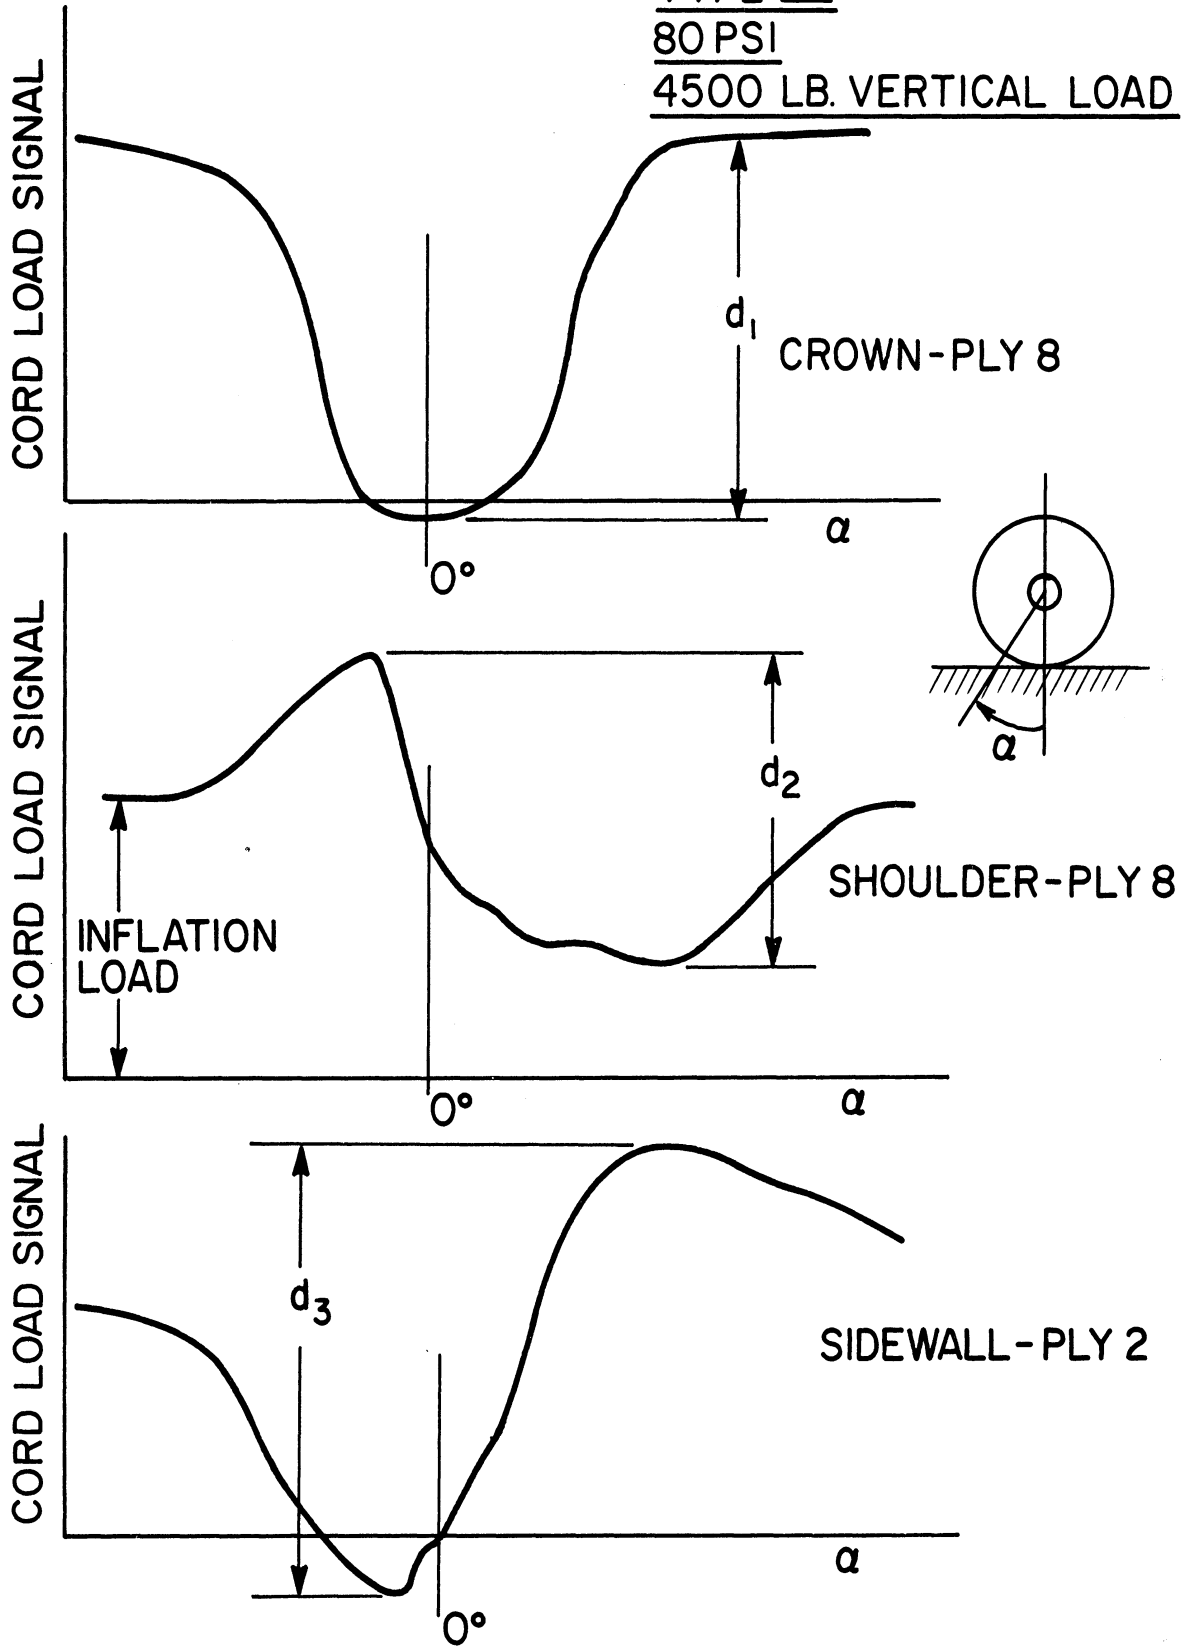 80 PSI
4500 LB. VERTICAL LOAD
CORD LOAD SIGNAL
d1
CROWN-PLY 8
α
0°
CORD LOAD SIGNAL
d2
α
SHOULDER-PLY 8
INFLATION
LOAD
0°
α
CORD LOAD SIGNAL
d3
SIDEWALL-PLY 2
α
0°